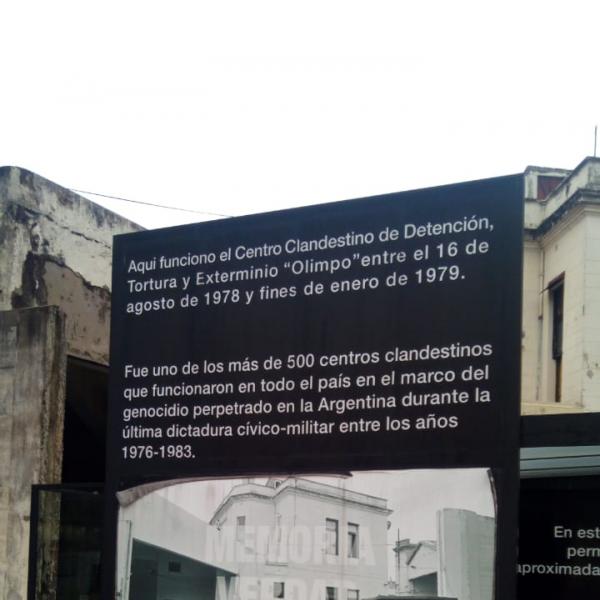 Aqui funciono el Centro Clandestino de Detención,
Tortura y Exterminio “Olimpo”entre el 16 de
agosto de 1978 y fines de enero de 1979.
Fue uno de los más de 500 centros clandestinos
que funcionaron en todo el país en el marco del
genocidio perpetrado en la Argentina durante la
última dictadura cívico-militar entre los años
1976-1983.
MEMORIA
VERDAD
En est
perm
aproximada